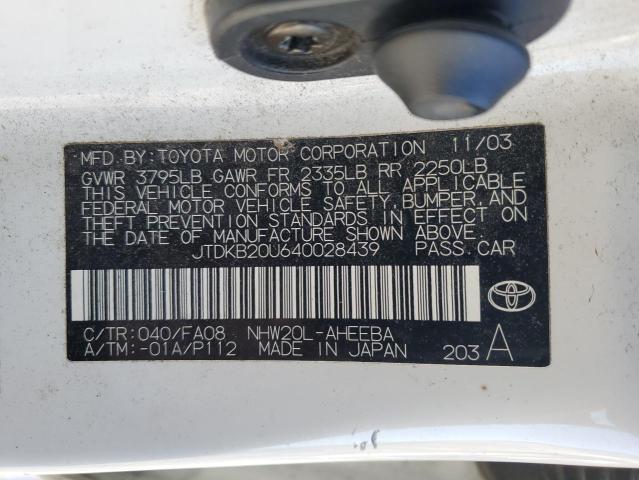 MFD. BY: TOYOTA MOTOR CORPORATION 11/03
GVWR 3795LB GAWR FR 2335LB RR 2250LB
THIS VEHICLE CONFORMS TO ALL APPLICABLE
FEDERAL MOTOR VEHICLE SAFETY, BUMPER, AND
THEFT PREVENTION STANDARDS IN EFFECT ON
THE DATE OF MANUFACTURE SHOWN ABOVE.
JTDKB20U640028439 PASS.CAR
C/TR: 040/FA08 NHW20L-AHEEBA
A/TM: -01A/P112 MADE IN JAPAN 203 A